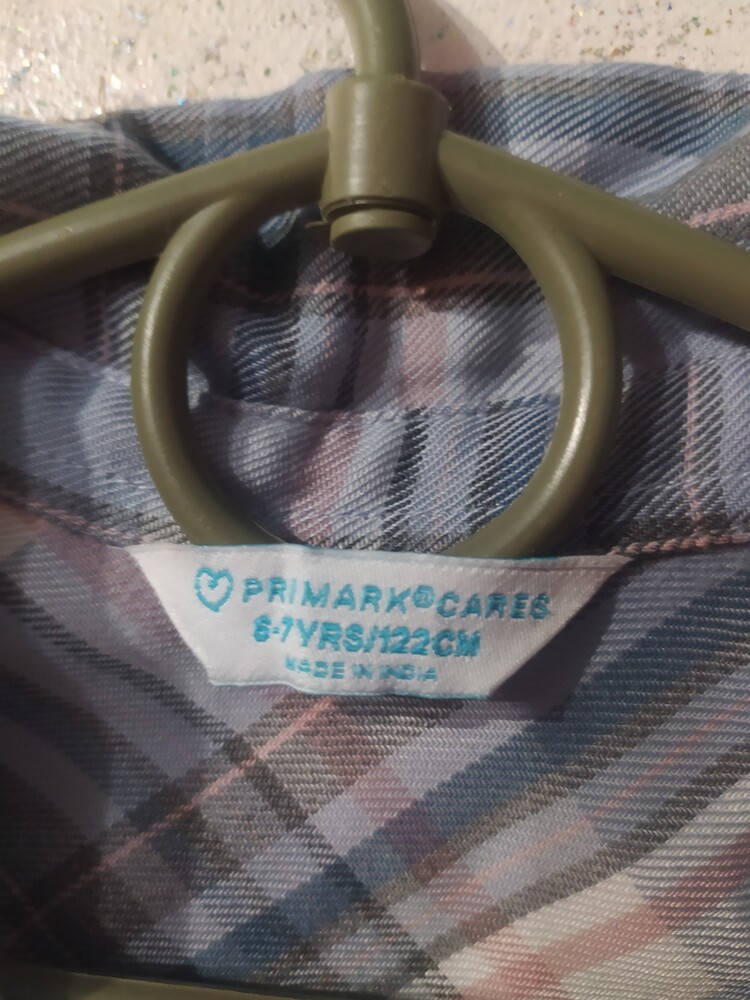 PRIMARK® CARES
6-7YRS/122CM
MADE IN INDIA